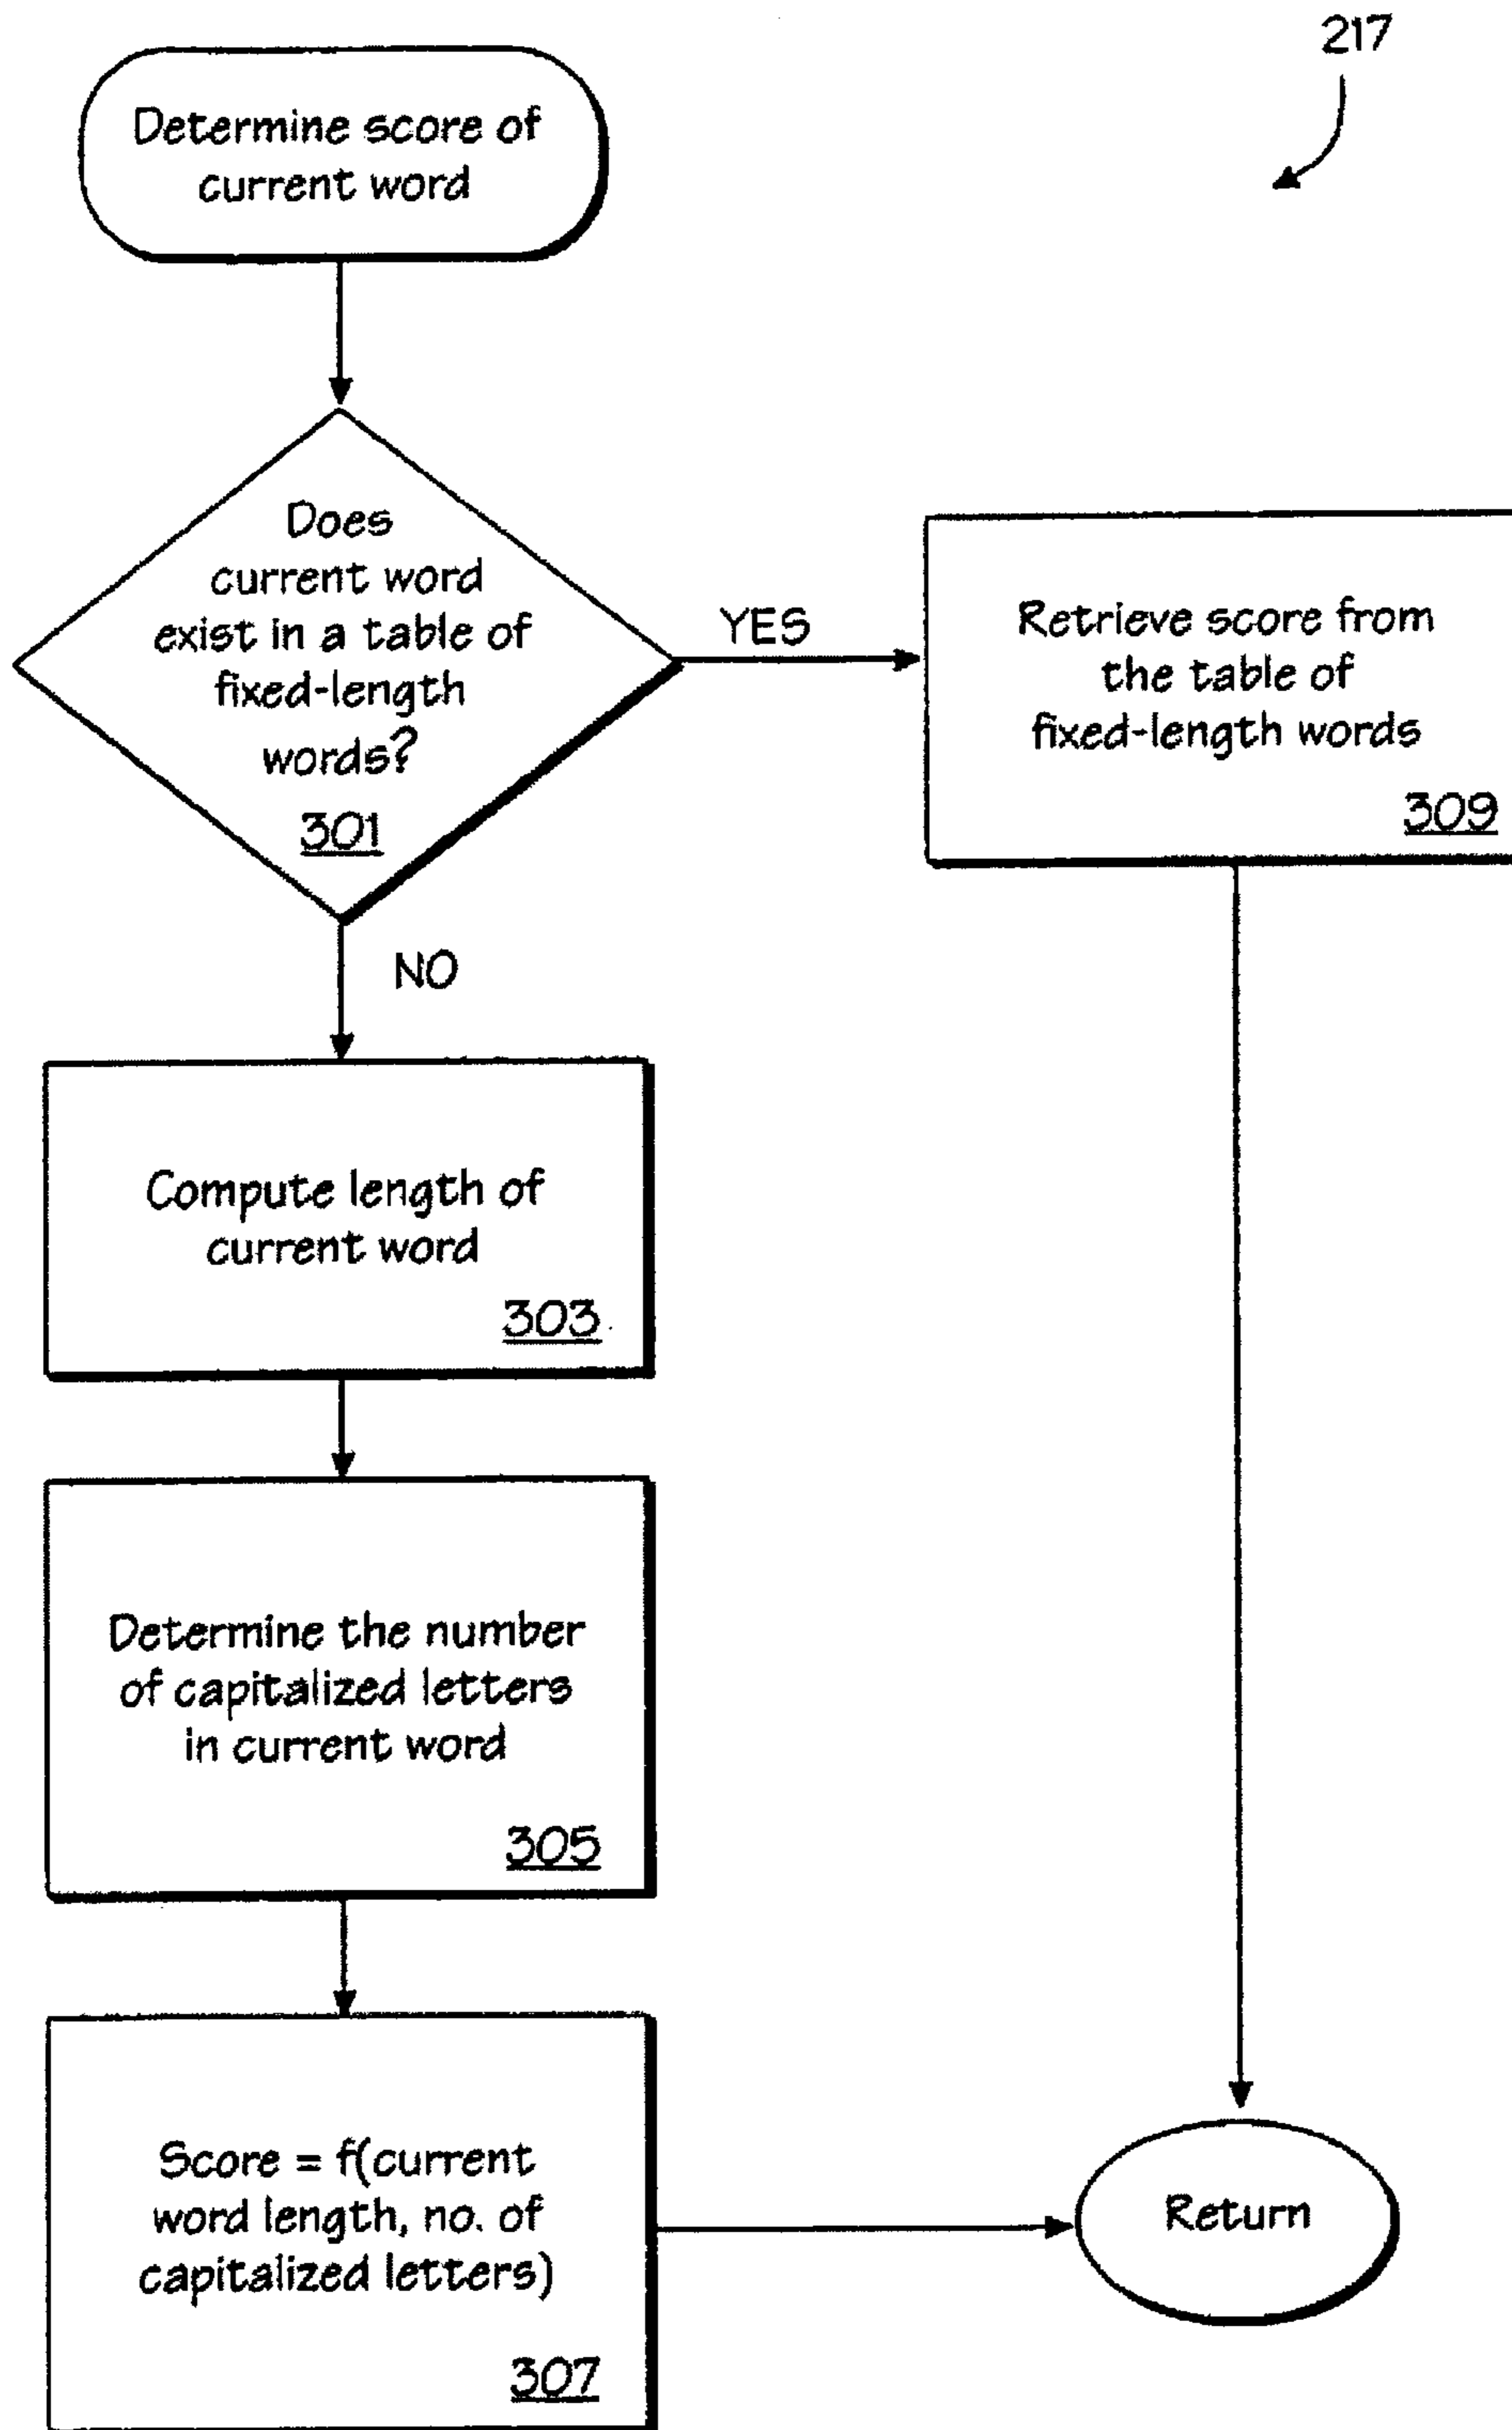 217
Determine score of
current word
Does
current word
exist in a table of
fixed-length
words?
301
YES
Retrieve score from
the table of
fixed-length words
309
NO
Compute length of
current word
303
Determine the number
of capitalized letters
in current word
305
Score = f(current
word length, no. of
capitalized letters)
307
Return